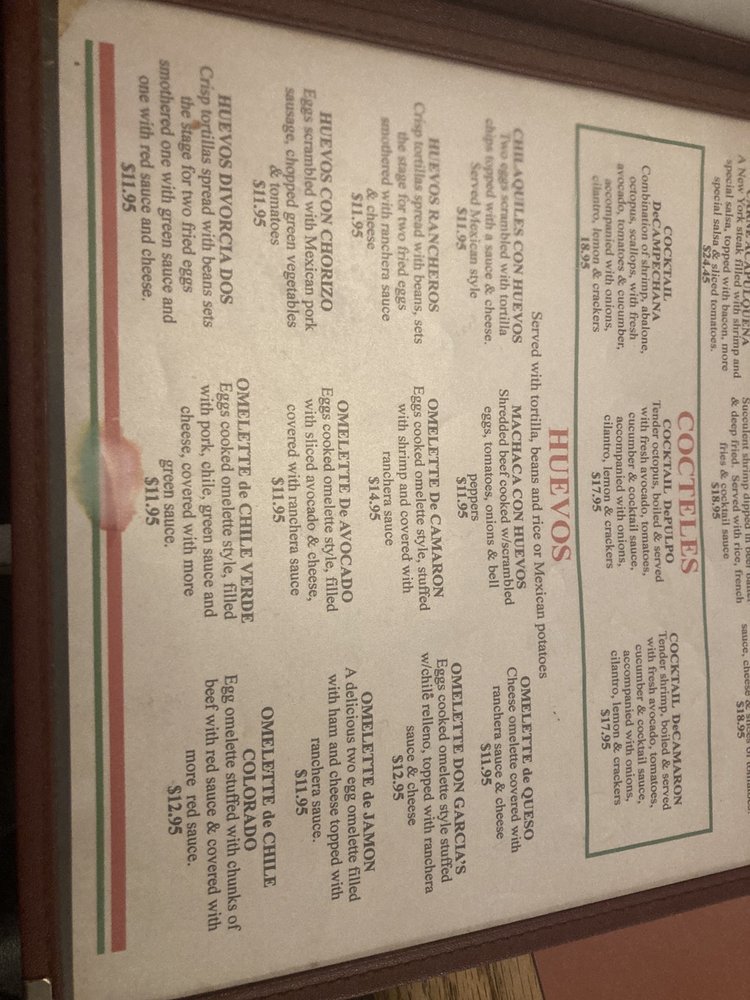 A New York steak filled with shrimp and
special salsa, topped with bacon, more
special salsa & sliced tomatoes.
$24.45
Succulent shrimp dipped in beer
& deep fried. Served with rice, french
fries & cocktail sauce
$18.95
$18.95
COCTELES
COCKTAIL
DeCAMPECHANA
Combination of shrimp, abalone,
octopus, scallops, with fresh
avocado, tomatoes & cucumber,
accompanied with onions,
cilantro, lemon & crackers
18.95
COCKTAIL DePULPO
Tender octopus, boiled & served
with fresh avocado, tomatoes,
cucumber & cocktail sauce,
accompanied with onions,
cilantro, lemon & crackers
$17.95
COCKTAIL DeCAMARON
Tender shrimp, boiled & served
with fresh avocado, tomatoes,
cucumber & cocktail sauce,
accompanied with onions,
cilantro, lemon & crackers
$17.95
HUEVOS
Served with tortilla, beans and rice or Mexican potatoes
CHILAQUILES CON HUEVOS
Two eggs scrambled with tortilla
chips topped with a sauce & cheese.
Served Mexican style
$11.95
MACHACA CON HUEVOS
Shredded beef cooked w/scrambled
eggs, tomatoes, onions & bell
peppers
$11.95
OMELETTE de QUESO
Cheese omelette covered with
ranchera sauce & cheese
$11.95
HUEVOS RANCHEROS
Crisp tortillas spread with beans, sets
the stage for two fried eggs
smothered with ranchera sauce
& cheese
$11.95
OMELETTE De CAMARON
Eggs cooked omelette style, stuffed
with shrimp and covered with
ranchera sauce
$14.95
OMELETTE DON GARCIA'S
Eggs cooked omelette style stuffed
w/chile relleno, topped with ranchera
sauce & cheese
$12.95
HUEVOS CON CHORIZO
Eggs scrambled with Mexican pork
sausage, chopped green vegetables
& tomatoes
$11.95
OMELETTE De AVOCADO
Eggs cooked omelette style, filled
with sliced avocado & cheese,
covered with ranchera sauce
$11.95
OMELETTE de JAMON
A delicious two egg omelette filled
with ham and cheese topped with
ranchera sauce.
$11.95
HUEVOS DIVORCIA DOS
Crisp tortillas spread with beans sets
the stage for two fried eggs
smothered one with green sauce and
one with red sauce and cheese.
$11.95
OMELETTE de CHILE VERDE
Eggs cooked omelette style, filled
with pork, chile, green sauce and
cheese, covered with more
green sauce.
$11.95
OMELETTE de CHILE
COLORADO
Egg omelette stuffed with chunks of
beef with red sauce & covered with
more red sauce.
$12.95